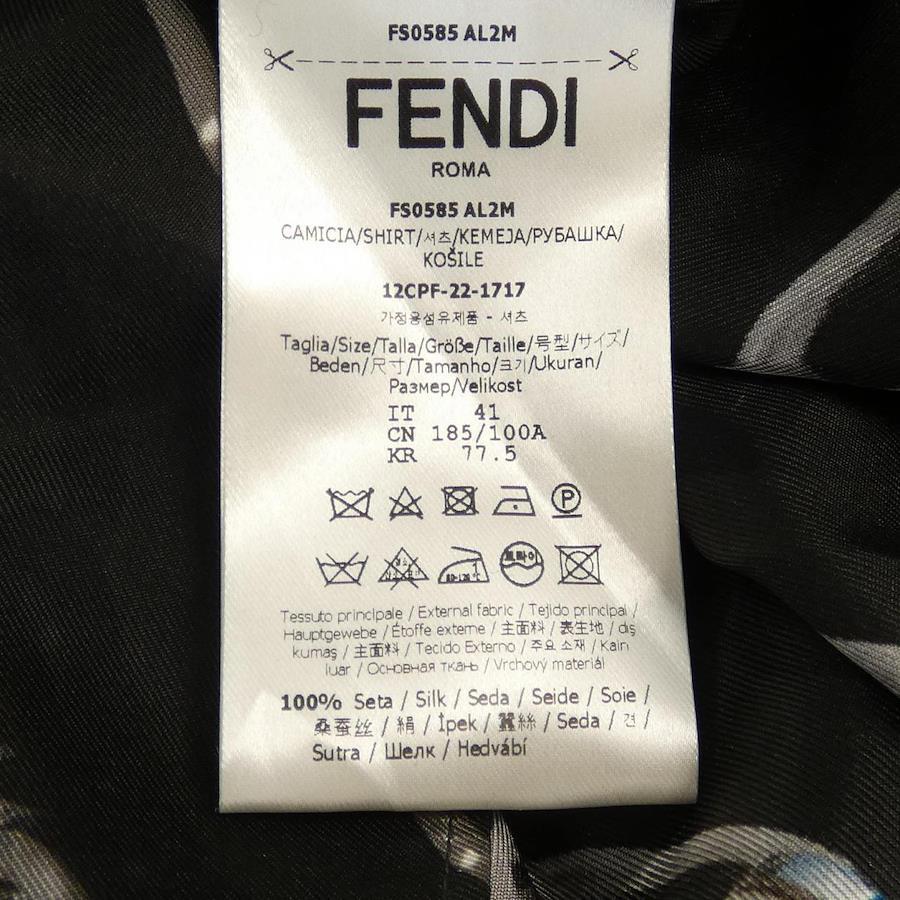 FS0585 AL2M
FENDI
ROMA
FS0585 AL2M
CAMICIA/SHIRT/셔츠/KEMEJA/РУБАШКА/
KOŠILE
12CPF-22-1717
가정용섬유제품 - 셔츠
Taglia/Size/Talla/Größe/Taille/号型/サイズ/
Beden/尺寸/Tamanho/크기/Ukuran/
Размер/Velikost
IT 41
CN 185/100A
KR 77.5
P
드라이
80-120℃
Tessuto principale / External fabric / Tejido principal /
Hauptgewebe / Étoffe externe / 主面料 / 表生地 / dış
kumaş / 主面料 / Tecido Externo / 주요 소재 / Kain
luar / Основная ткань / Vrchový materiál
100% Seta / Silk / Seda / Seide / Soie /
桑蚕丝 / 絹 / İpek / 蠶絲 / Seda / 견 /
Sutra / Шелк / Hedvábí